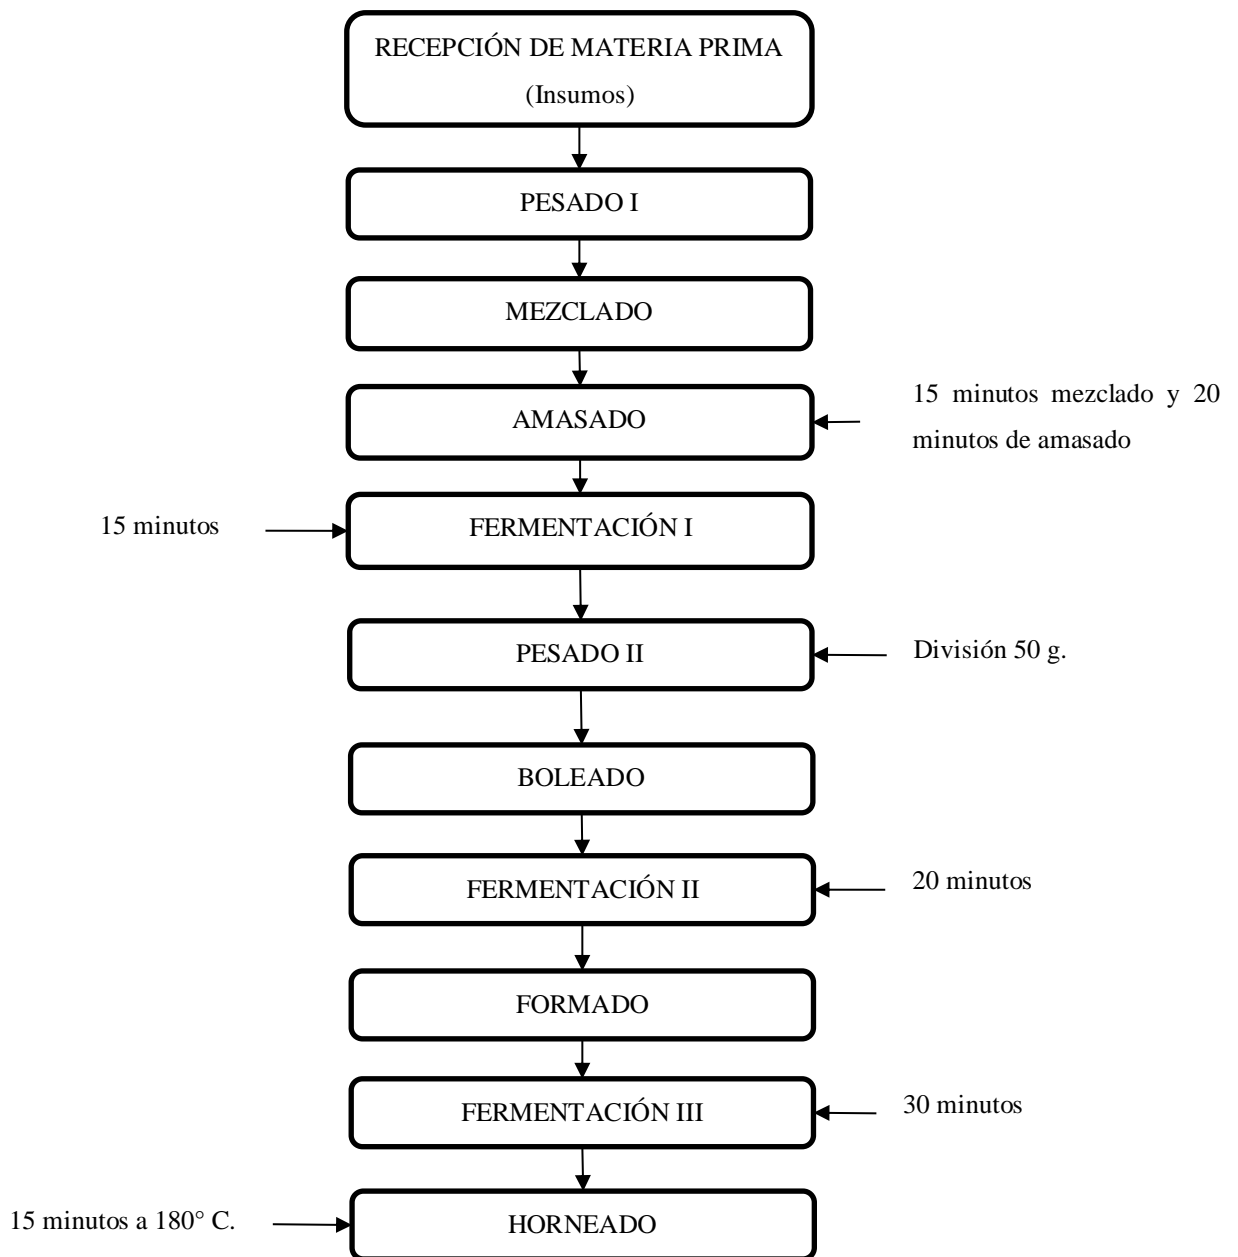 RECEPCIÓN DE MATERIA PRIMA
(Insumos)
PESADO I
MEZCLADO
AMASADO
15 minutos mezclado y 20
minutos de amasado
15 minutos
FERMENTACIÓN I
PESADO II
División 50 g.
BOLEADO
FERMENTACIÓN II
20 minutos
FORMADO
FERMENTACIÓN III
30 minutos
15 minutos a 180° C.
HORNEADO